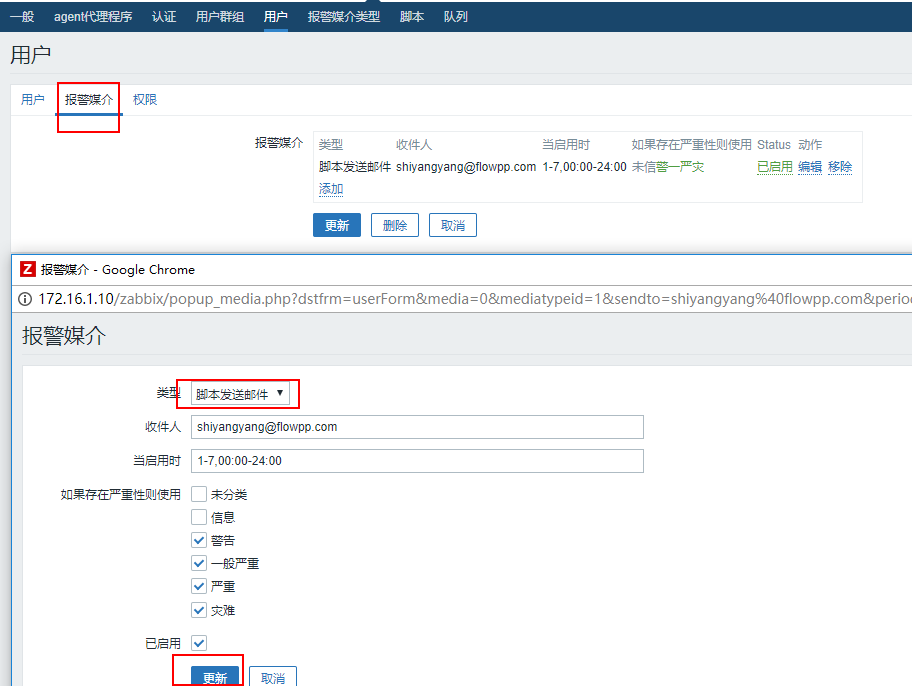 一般 agent代理程序 认证 用户群组 用户 报警媒介类型 脚本 队列
用户
用户 报警媒介 权限
报警媒介 类型 收件人 当启用时 如果存在严重性则使用 Status 动作
脚本发送邮件 shiyangyang@flowpp.com 1-7,00:00-24:00 未信警一严灾 已启用 编辑 移除
添加
更新 删除 取消
Z 报警媒介 - Google Chrome
172.16.1.10/zabbix/popup_media.php?dstfrm=userForm&media=0&mediatypeid=1&sendto=shiyangyang%40flowpp.com&perio
报警媒介
类型 脚本发送邮件
收件人 shiyangyang@flowpp.com
当启用时 1-7,00:00-24:00
如果存在严重性则使用 未分类
信息
警告
一般严重
严重
灾难
已启用
更新 取消